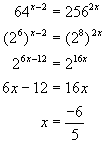 64^{x-2} = 256^{2x}
(2^6)^{x-2} = (2^8)^{2x}
2^{6x-12} = 2^{16x}
6x - 12 = 16x
x = \frac{-6}{5}